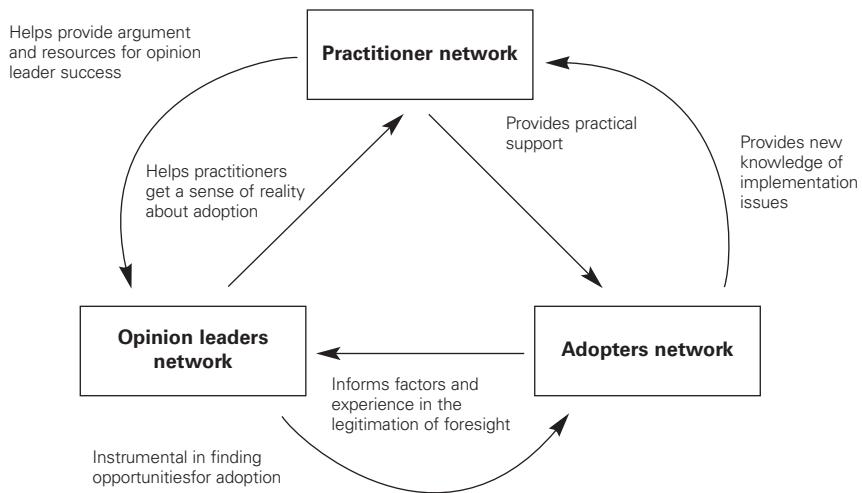 Helps provide argument
and resources for opinion
leader success
Practitioner network
Provides practical
support
Provides new
knowledge of
implementation
issues
Helps practitioners
get a sense of reality
about adoption
Opinion leaders
network
Adopters network
Informs factors and
experience in the
legitimation of foresight
Instrumental in finding
opportunitiesfor adoption